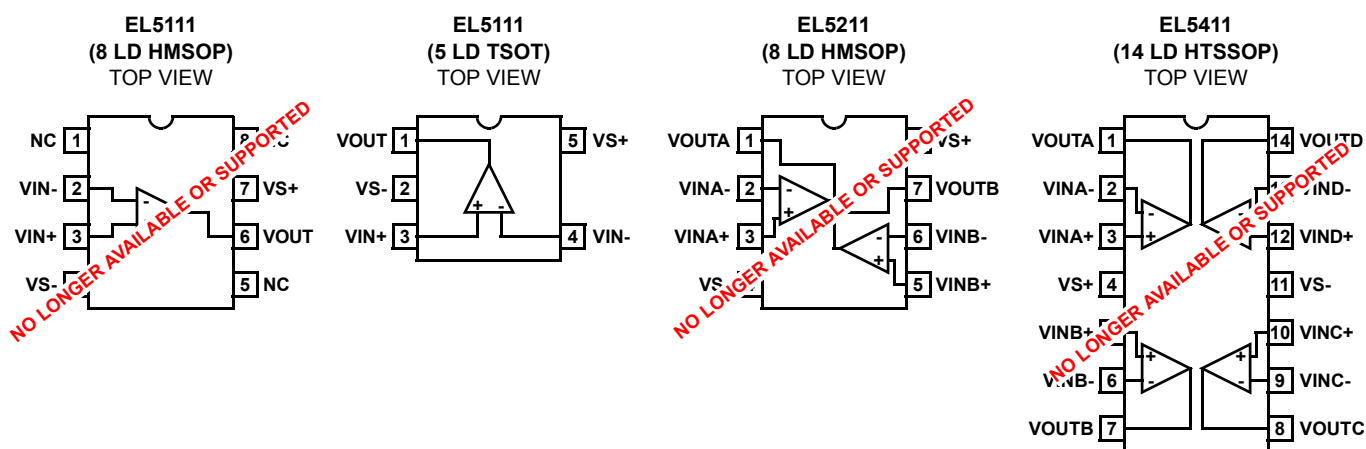 EL5111
(8 LD HMSOP)
TOP VIEW
NC 1
VIN- 2
VIN+ 3
VS-
8
7 VS+
6 VOUT
5 NC
- 
NO LONGER AVAILABLE OR SUPPORTED
EL5111
(5 LD TSOT)
TOP VIEW
VOUT 1
VS- 2
VIN+ 3
5 VS+
4 VIN-
+ -
EL5211
(8 LD HMSOP)
TOP VIEW
VOUTA 1
VINA- 2
VINA+ 3
VS+
7 VOUTB
6 VINB-
5 VINB+
-
+
-
+
NO LONGER AVAILABLE OR SUPPORTED
EL5411
(14 LD HTSSOP)
TOP VIEW
VOUTA 1
VINA- 2
VINA+ 3
VS+ 4
VINB+
VINB- 6
VOUTB 7
14 VOUTD
VIND-
12 VIND+
11 VS-
10 VINC+
9 VINC-
8 VOUTC
-
+
+
-
+
-
NO LONGER AVAILABLE OR SUPPORTED